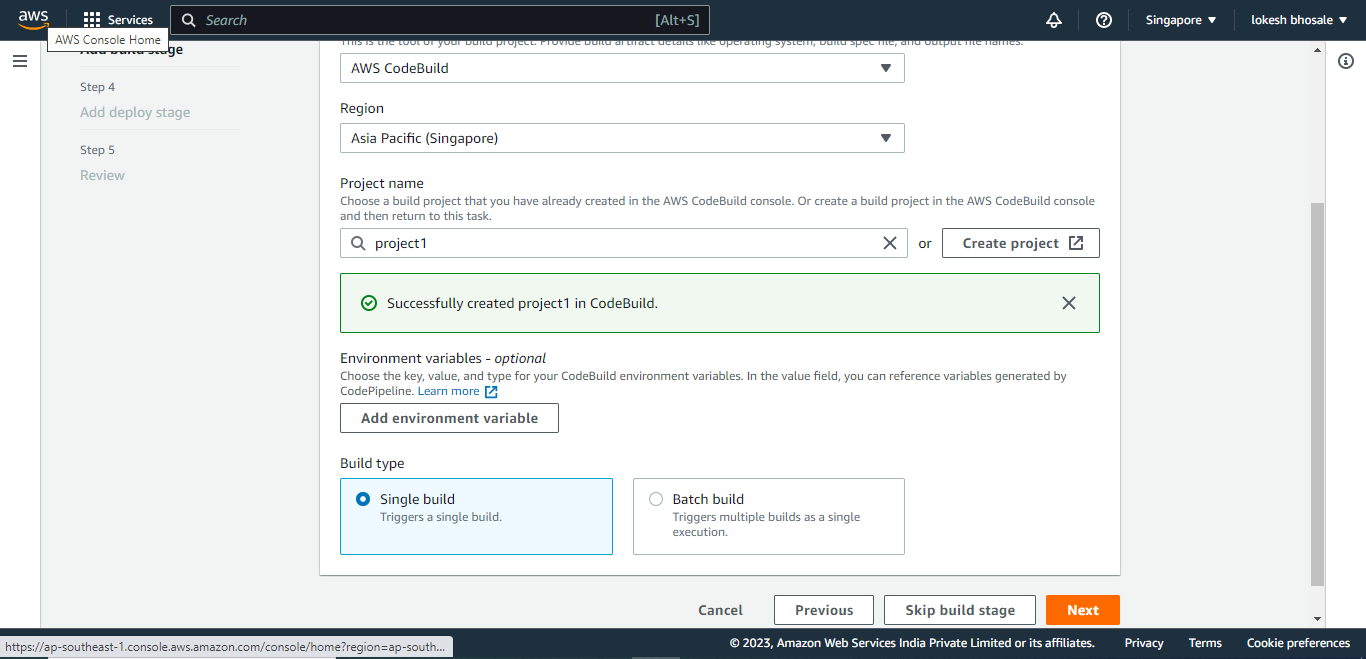 aws
Services
Search
[Alt+S]
Singapore
lokesh bhosale
AWS Console Home
Add build stage
Step 4
Add deploy stage
Step 5
Review
This is the tool of your build project. Provide build artifact details like operating system, build spec file, and output file names.
AWS CodeBuild
Region
Asia Pacific (Singapore)
Project name
Choose a build project that you have already created in the AWS CodeBuild console. Or create a build project in the AWS CodeBuild console
and then return to this task.
project1
or
Create project
Successfully created project1 in CodeBuild.
Environment variables - optional
Choose the key, value, and type for your CodeBuild environment variables. In the value field, you can reference variables generated by
CodePipeline. Learn more
Add environment variable
Build type
Single build
Triggers a single build.
Batch build
Triggers multiple builds as a single
execution.
Cancel
Previous
Skip build stage
Next
https://ap-southeast-1.console.aws.amazon.com/console/home?region=ap-south...
© 2023, Amazon Web Services India Private Limited or its affiliates.
Privacy
Terms
Cookie preferences